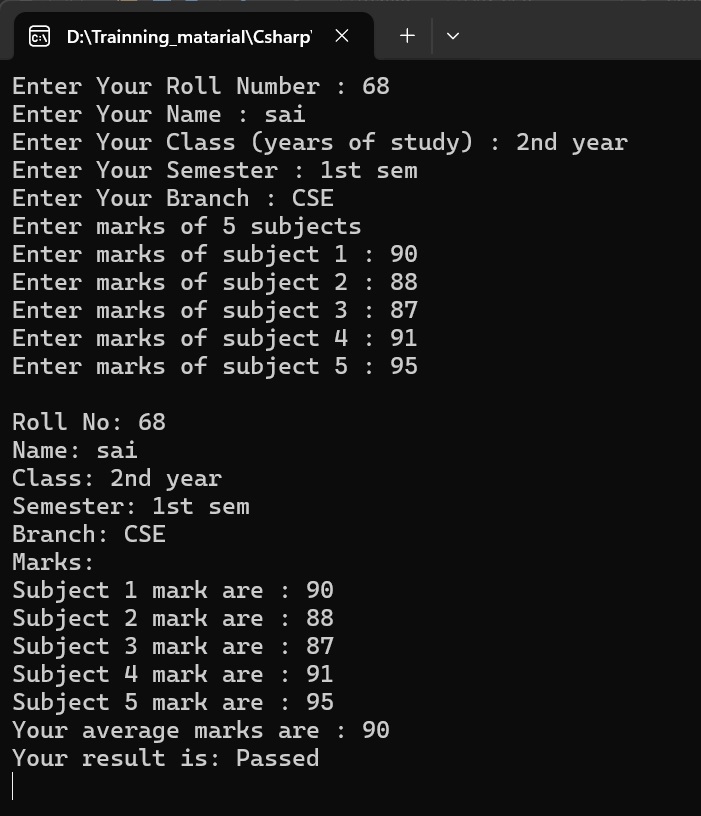 D:\Trainning_matarial\Csharp\
Enter Your Roll Number : 68
Enter Your Name : sai
Enter Your Class (years of study) : 2nd year
Enter Your Semester : 1st sem
Enter Your Branch : CSE
Enter marks of 5 subjects
Enter marks of subject 1 : 90
Enter marks of subject 2 : 88
Enter marks of subject 3 : 87
Enter marks of subject 4 : 91
Enter marks of subject 5 : 95
Roll No: 68
Name: sai
Class: 2nd year
Semester: 1st sem
Branch: CSE
Marks:
Subject 1 mark are : 90
Subject 2 mark are : 88
Subject 3 mark are : 87
Subject 4 mark are : 91
Subject 5 mark are : 95
Your average marks are : 90
Your result is: Passed